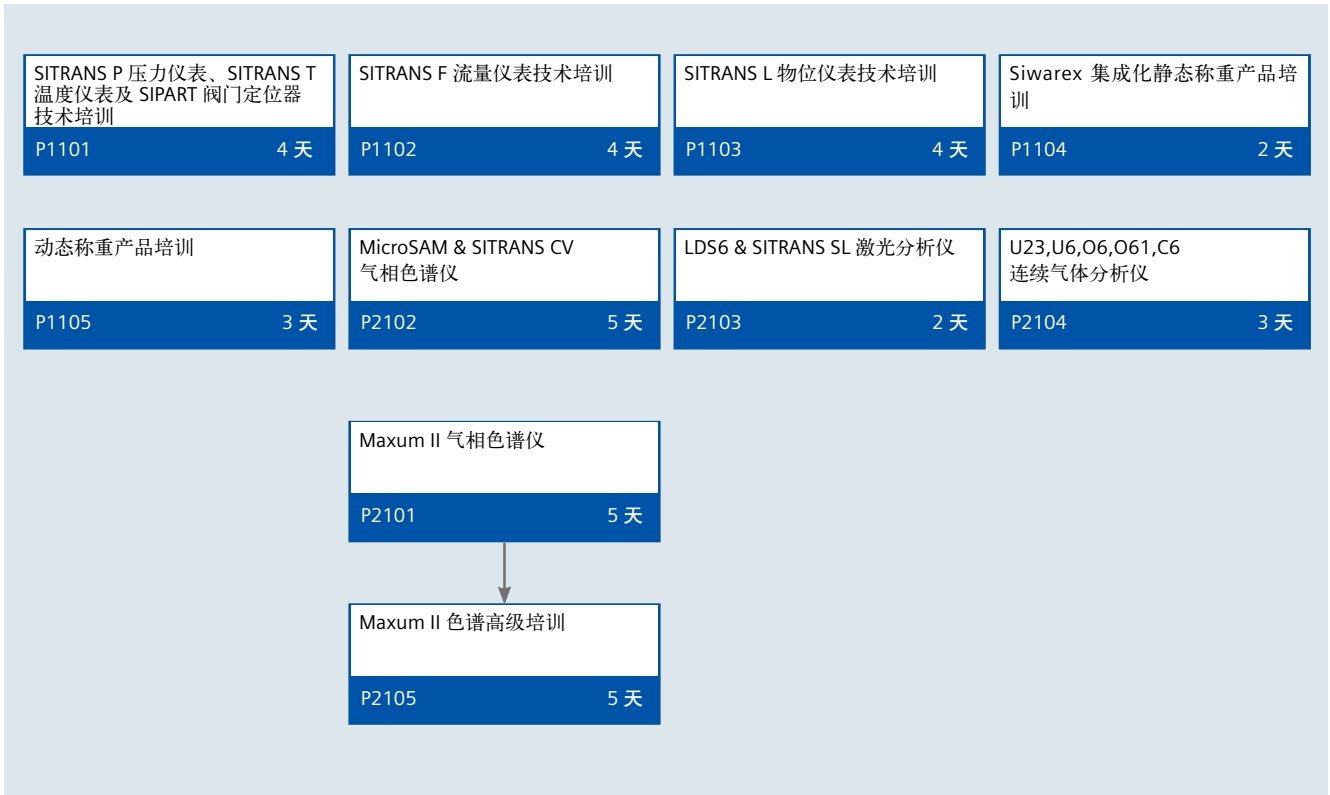 SITRANS P 压力仪表、SITRANS T
温度仪表及 SIPART 阀门定位器
技术培训
P1101 4 天
SITRANS F 流量仪表技术培训
P1102 4 天
SITRANS L 物位仪表技术培训
P1103 4 天
Siwarex 集成化静态称重产品培
训
P1104 2 天
动态称重产品培训
P1105 3 天
MicroSAM & SITRANS CV
气相色谱仪
P2102 5 天
LDS6 & SITRANS SL 激光分析仪
P2103 2 天
U23,U6,O6,O61,C6
连续气体分析仪
P2104 3 天
Maxum II 气相色谱仪
P2101 5 天
Maxum II 色谱高级培训
P2105 5 天